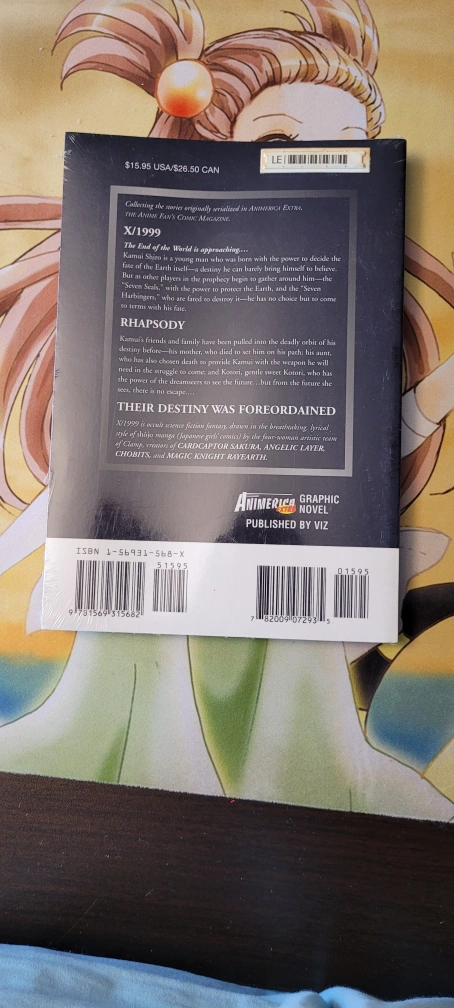 $15.95 USA/$26.50 CAN
LE
Collecting the stories originally serialized in ANIMERICA EXTRA,
THE ANIME FAN'S COMIC MAGAZINE.
X/1999
The End of the World is approaching....
Kamui Shiro is a young man who was born with the power to decide the
fate of the Earth itself—a destiny he can barely bring himself to believe.
But as other players in the prophecy begin to gather around him—the
"Seven Seals," with the power to protect the Earth, and the "Seven
Harbingers," who are fated to destroy it—he has no choice but to come
to terms with his fate.
RHAPSODY
Kamui's friends and family have been pulled into the deadly orbit of his
destiny before—his mother, who died to set him on his path; his aunt,
who has also chosen death to provide Kamui with the weapon he will
need in the struggle to come; and Kotori, gentle sweet Kotori, who has
the power of the dreamseers to see the future…but from the future she
sees, there is no escape....
THEIR DESTINY WAS FOREORDAINED
X/1999 is occult science fiction fantasy, drawn in the breathtaking, lyrical
style of shôjo manga (Japanese girls' comics) by the four-woman artistic team
of Clamp, creators of CARDCAPTOR SAKURA, ANGELIC LAYER,
CHOBITS, and MAGIC KNIGHT RAYEARTH.
ANIMERICA EXTRA GRAPHIC NOVEL
PUBLISHED BY VIZ
ISBN 1-56931-568-X
51595
9 781569 315682
01595
7 82009 07293 5